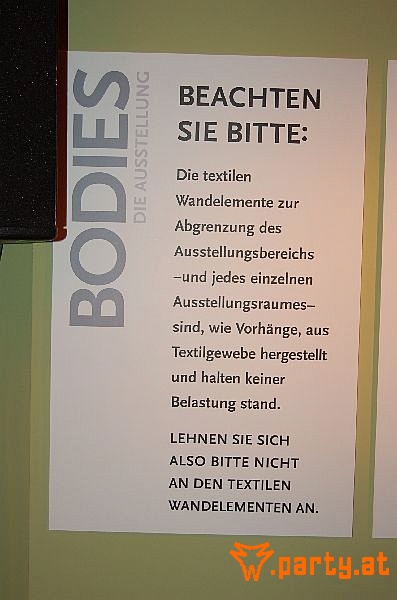 BODIES
DIE AUSSTELLUNG
BEACHTEN
SIE BITTE:
Die textilen
Wandelemente zur
Abgrenzung des
Ausstellungsbereichs
–und jedes einzelnen
Ausstellungsraumes–
sind, wie Vorhänge, aus
Textilgewebe hergestellt
und halten keiner
Belastung stand.
LEHNEN SIE SICH
ALSO BITTE NICHT
AN DEN TEXTILEN
WANDELEMENTEN AN.
.party.at